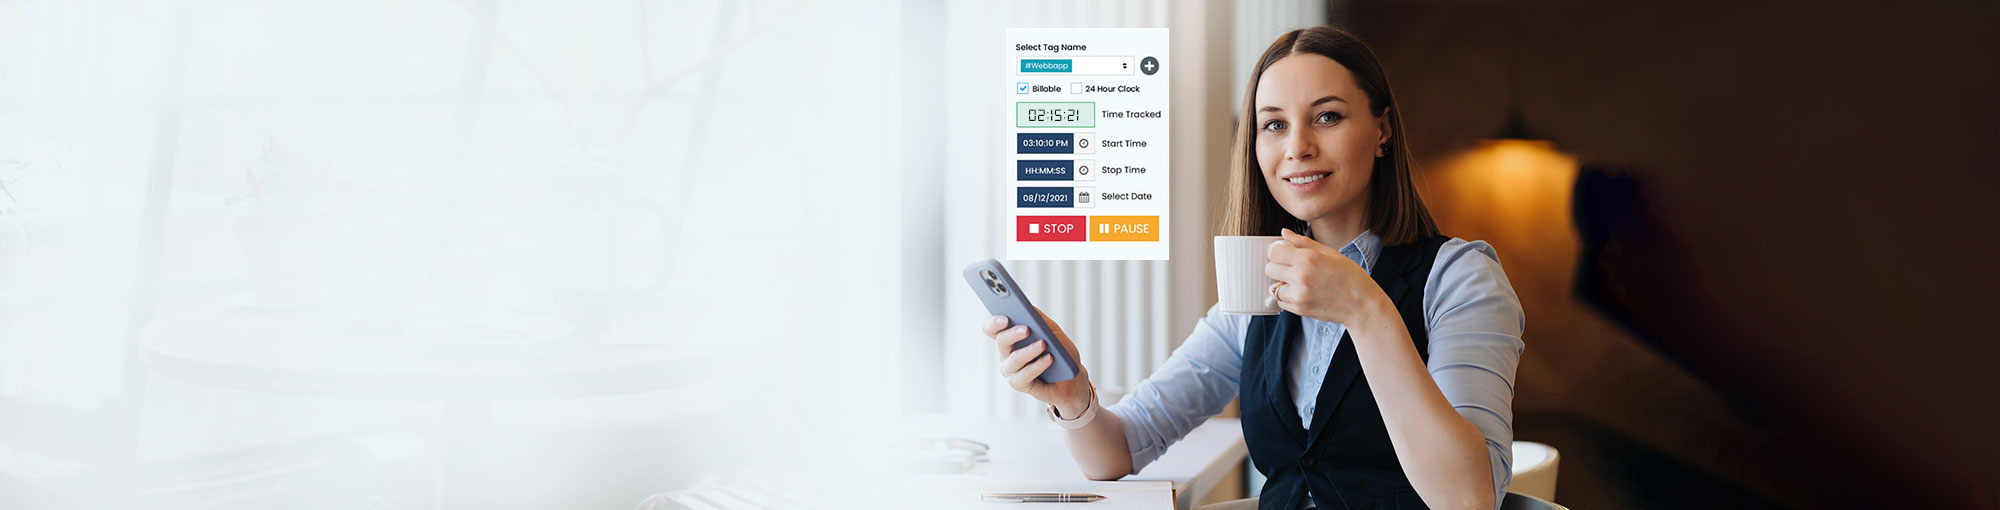 Select Tag Name
#Webbapp
Billable 24 Hour Clock
02:15:21 Time Tracked
03:10:10 PM Start Time
HH:MM:SS Stop Time
08/12/2021 Select Date
STOP PAUSE